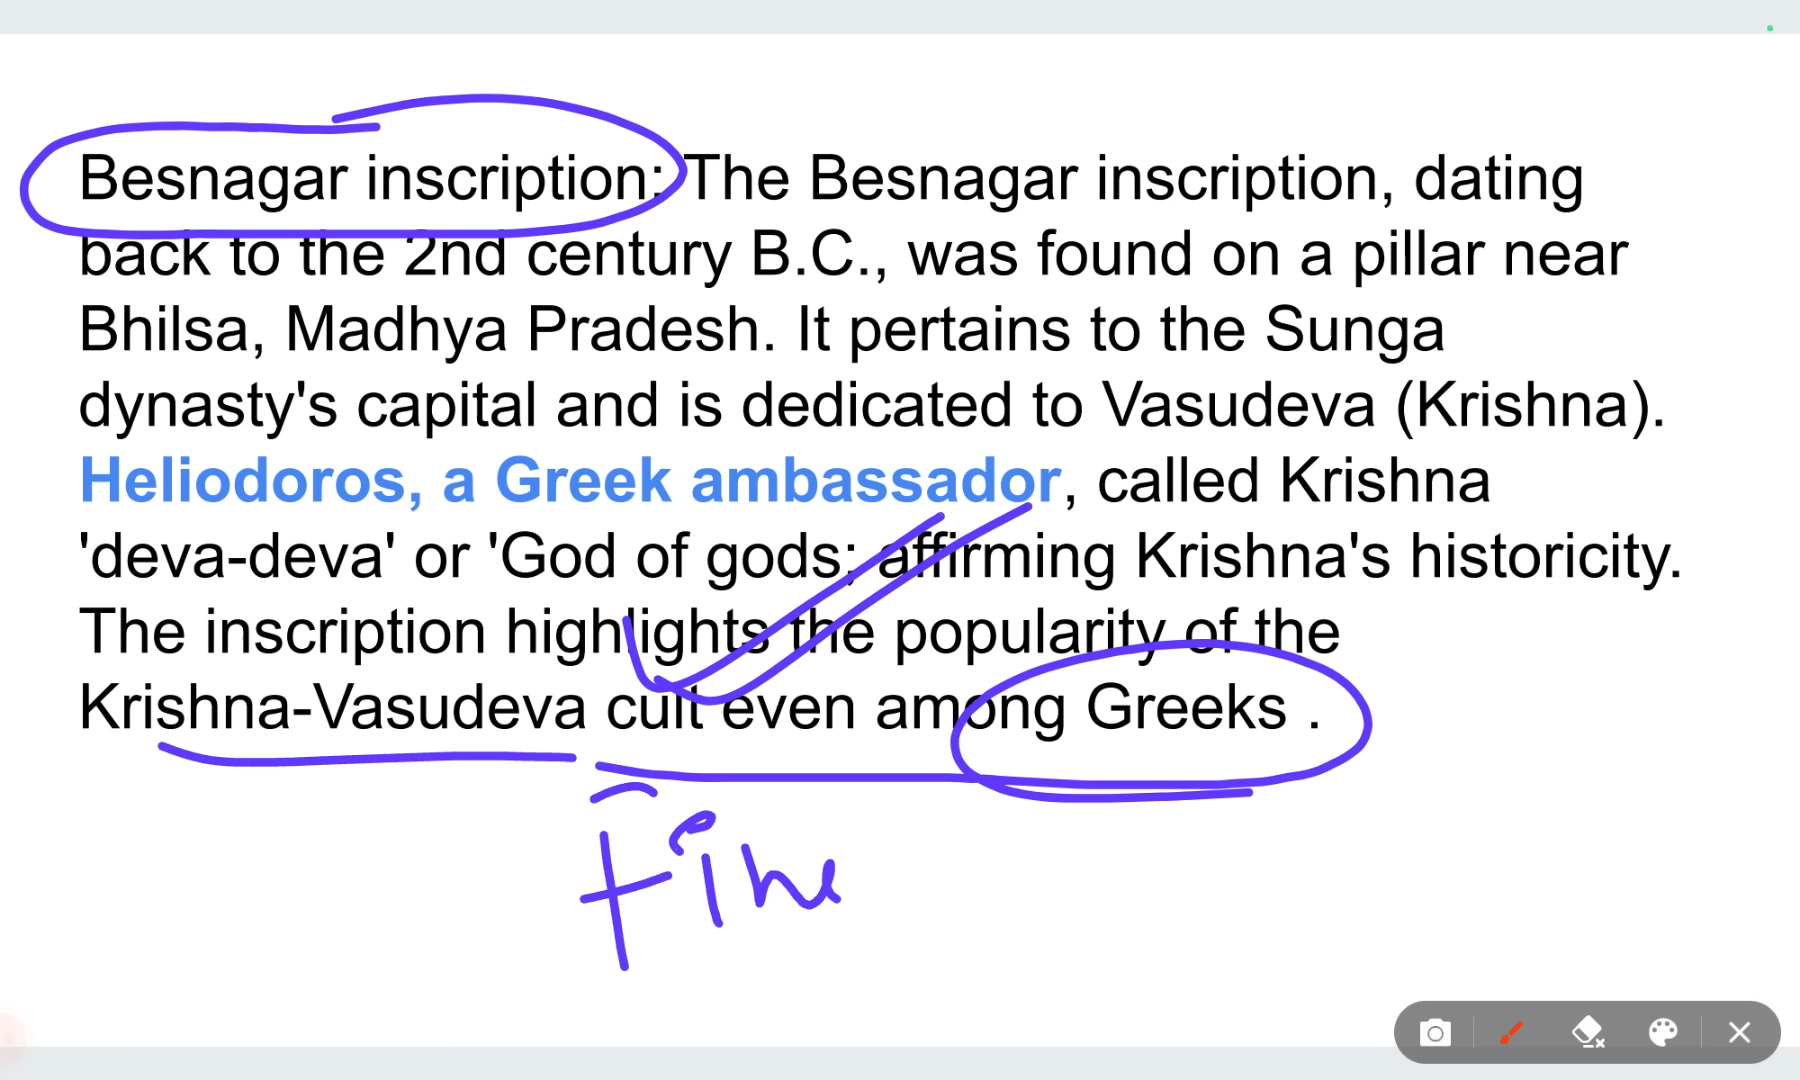 Besnagar inscription: The Besnagar inscription, dating
back to the 2nd century B.C., was found on a pillar near
Bhilsa, Madhya Pradesh. It pertains to the Sunga
dynasty's capital and is dedicated to Vasudeva (Krishna).
Heliodoros, a Greek ambassador, called Krishna
'deva-deva' or 'God of gods; affirming Krishna's historicity.
The inscription highlights the popularity of the
Krishna-Vasudeva cult even among Greeks .
Fine